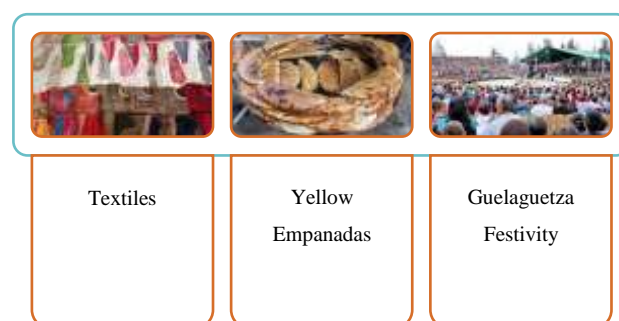 Textiles
Yellow
Empanadas
Guelaguetza
Festivity